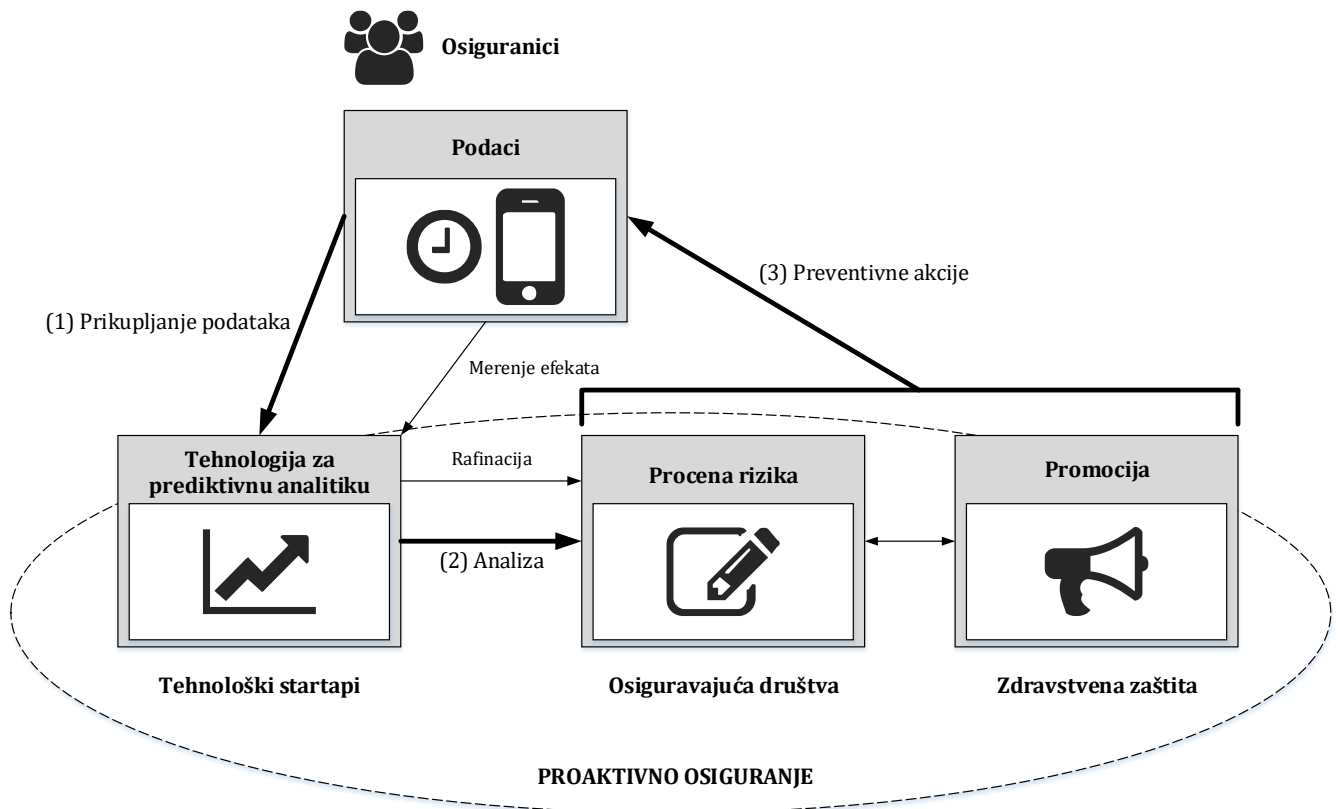 Osiguranici
Podaci
(3) Preventivne akcije
(1) Prikupljanje podataka
Merenje efekata
Tehnologija za
prediktivnu analitiku
Rafinacija
Procena rizika
Promocija
(2) Analiza
Tehnološki startapi
Osiguravajuća društva
Zdravstvena zaštita
PROAKTIVNO OSIGURANJE